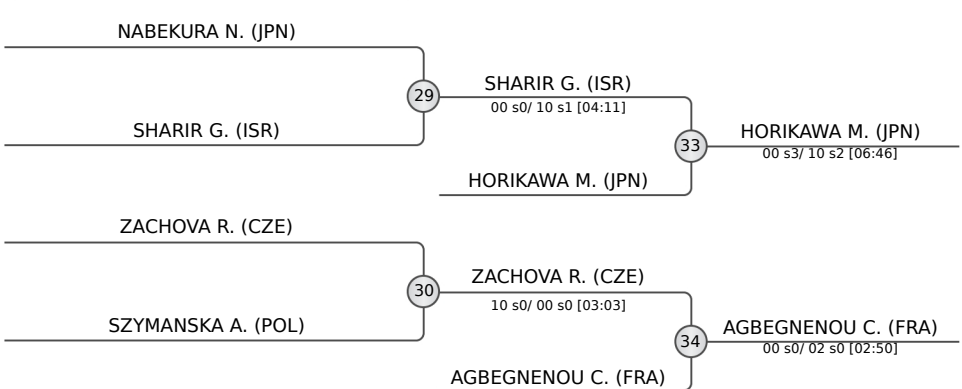 NABEKURA N. (JPN)
29
SHARIR G. (ISR)
SHARIR G. (ISR)
00 s0/ 10 s1 [04:11]
33
HORIKAWA M. (JPN)
HORIKAWA M. (JPN)
00 s3/ 10 s2 [06:46]
ZACHOVA R. (CZE)
30
SZYMANSKA A. (POL)
ZACHOVA R. (CZE)
10 s0/ 00 s0 [03:03]
34
AGBEGNENOU C. (FRA)
AGBEGNENOU C. (FRA)
00 s0/ 02 s0 [02:50]